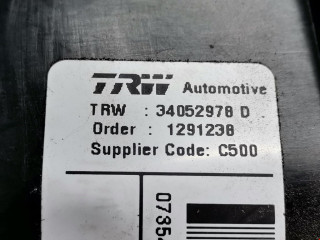 TRW Automotive
TRW : 34052978 D
Order : 1291238
Supplier Code: C500
0735